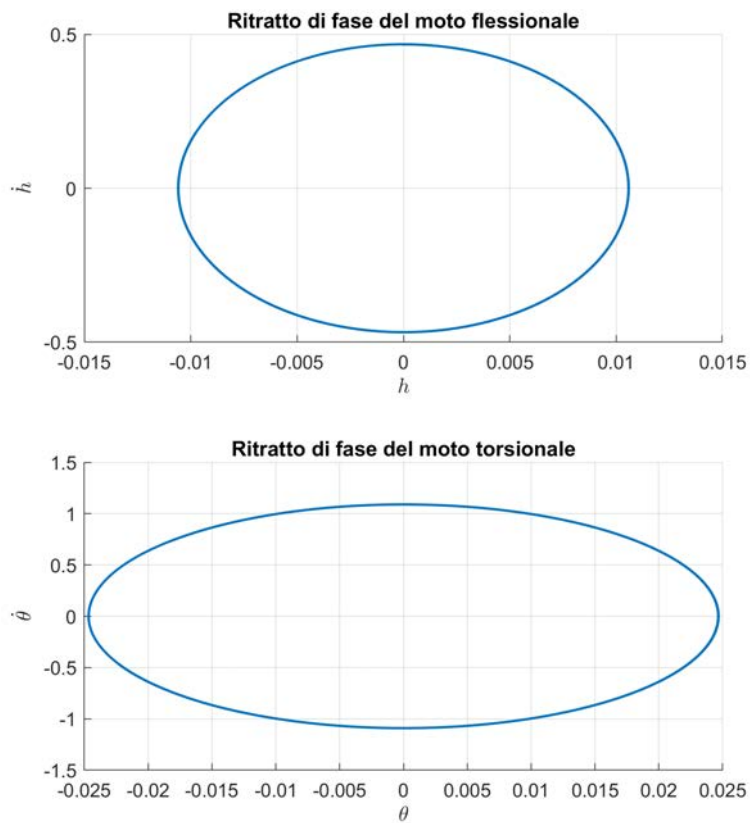 Ritratto di fase del moto flessionale
0.5
0
-0.5
ḣ
-0.015 -0.01 -0.005 0 0.005 0.01 0.015
h
Ritratto di fase del moto torsionale
1.5
1
0.5
0
-0.5
-1
-1.5
θ̇
-0.025 -0.02 -0.015 -0.01 -0.005 0 0.005 0.01 0.015 0.02 0.025
θ